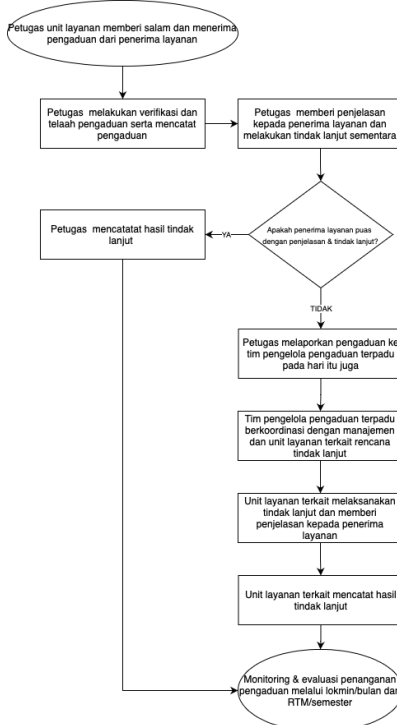 Petugas unit layanan memberi salam dan menerima
pengaduan dari penerima layanan
Petugas melakukan verifikasi dan
telaah pengaduan serta mencatat
pengaduan
Petugas memberi penjelasan
kepada penerima layanan dan
melakukan tindak lanjut sementara
Apakah penerima layanan puas
dengan penjelasan & tindak lanjut?
YA
Petugas mencatatat hasil tindak
lanjut
TIDAK
Petugas melaporkan pengaduan ke
tim pengelola pengaduan terpadu
pada hari itu juga
Tim pengelola pengaduan terpadu
berkoordinasi dengan manajemen
dan unit layanan terkait rencana
tindak lanjut
Unit layanan terkait melaksanakan
tindak lanjut dan memberi
penjelasan kepada penerima
layanan
Unit layanan terkait mencatat hasil
tindak lanjut
Monitoring & evaluasi penanganan
pengaduan melalui lokmin/bulan dan
RTM/semester